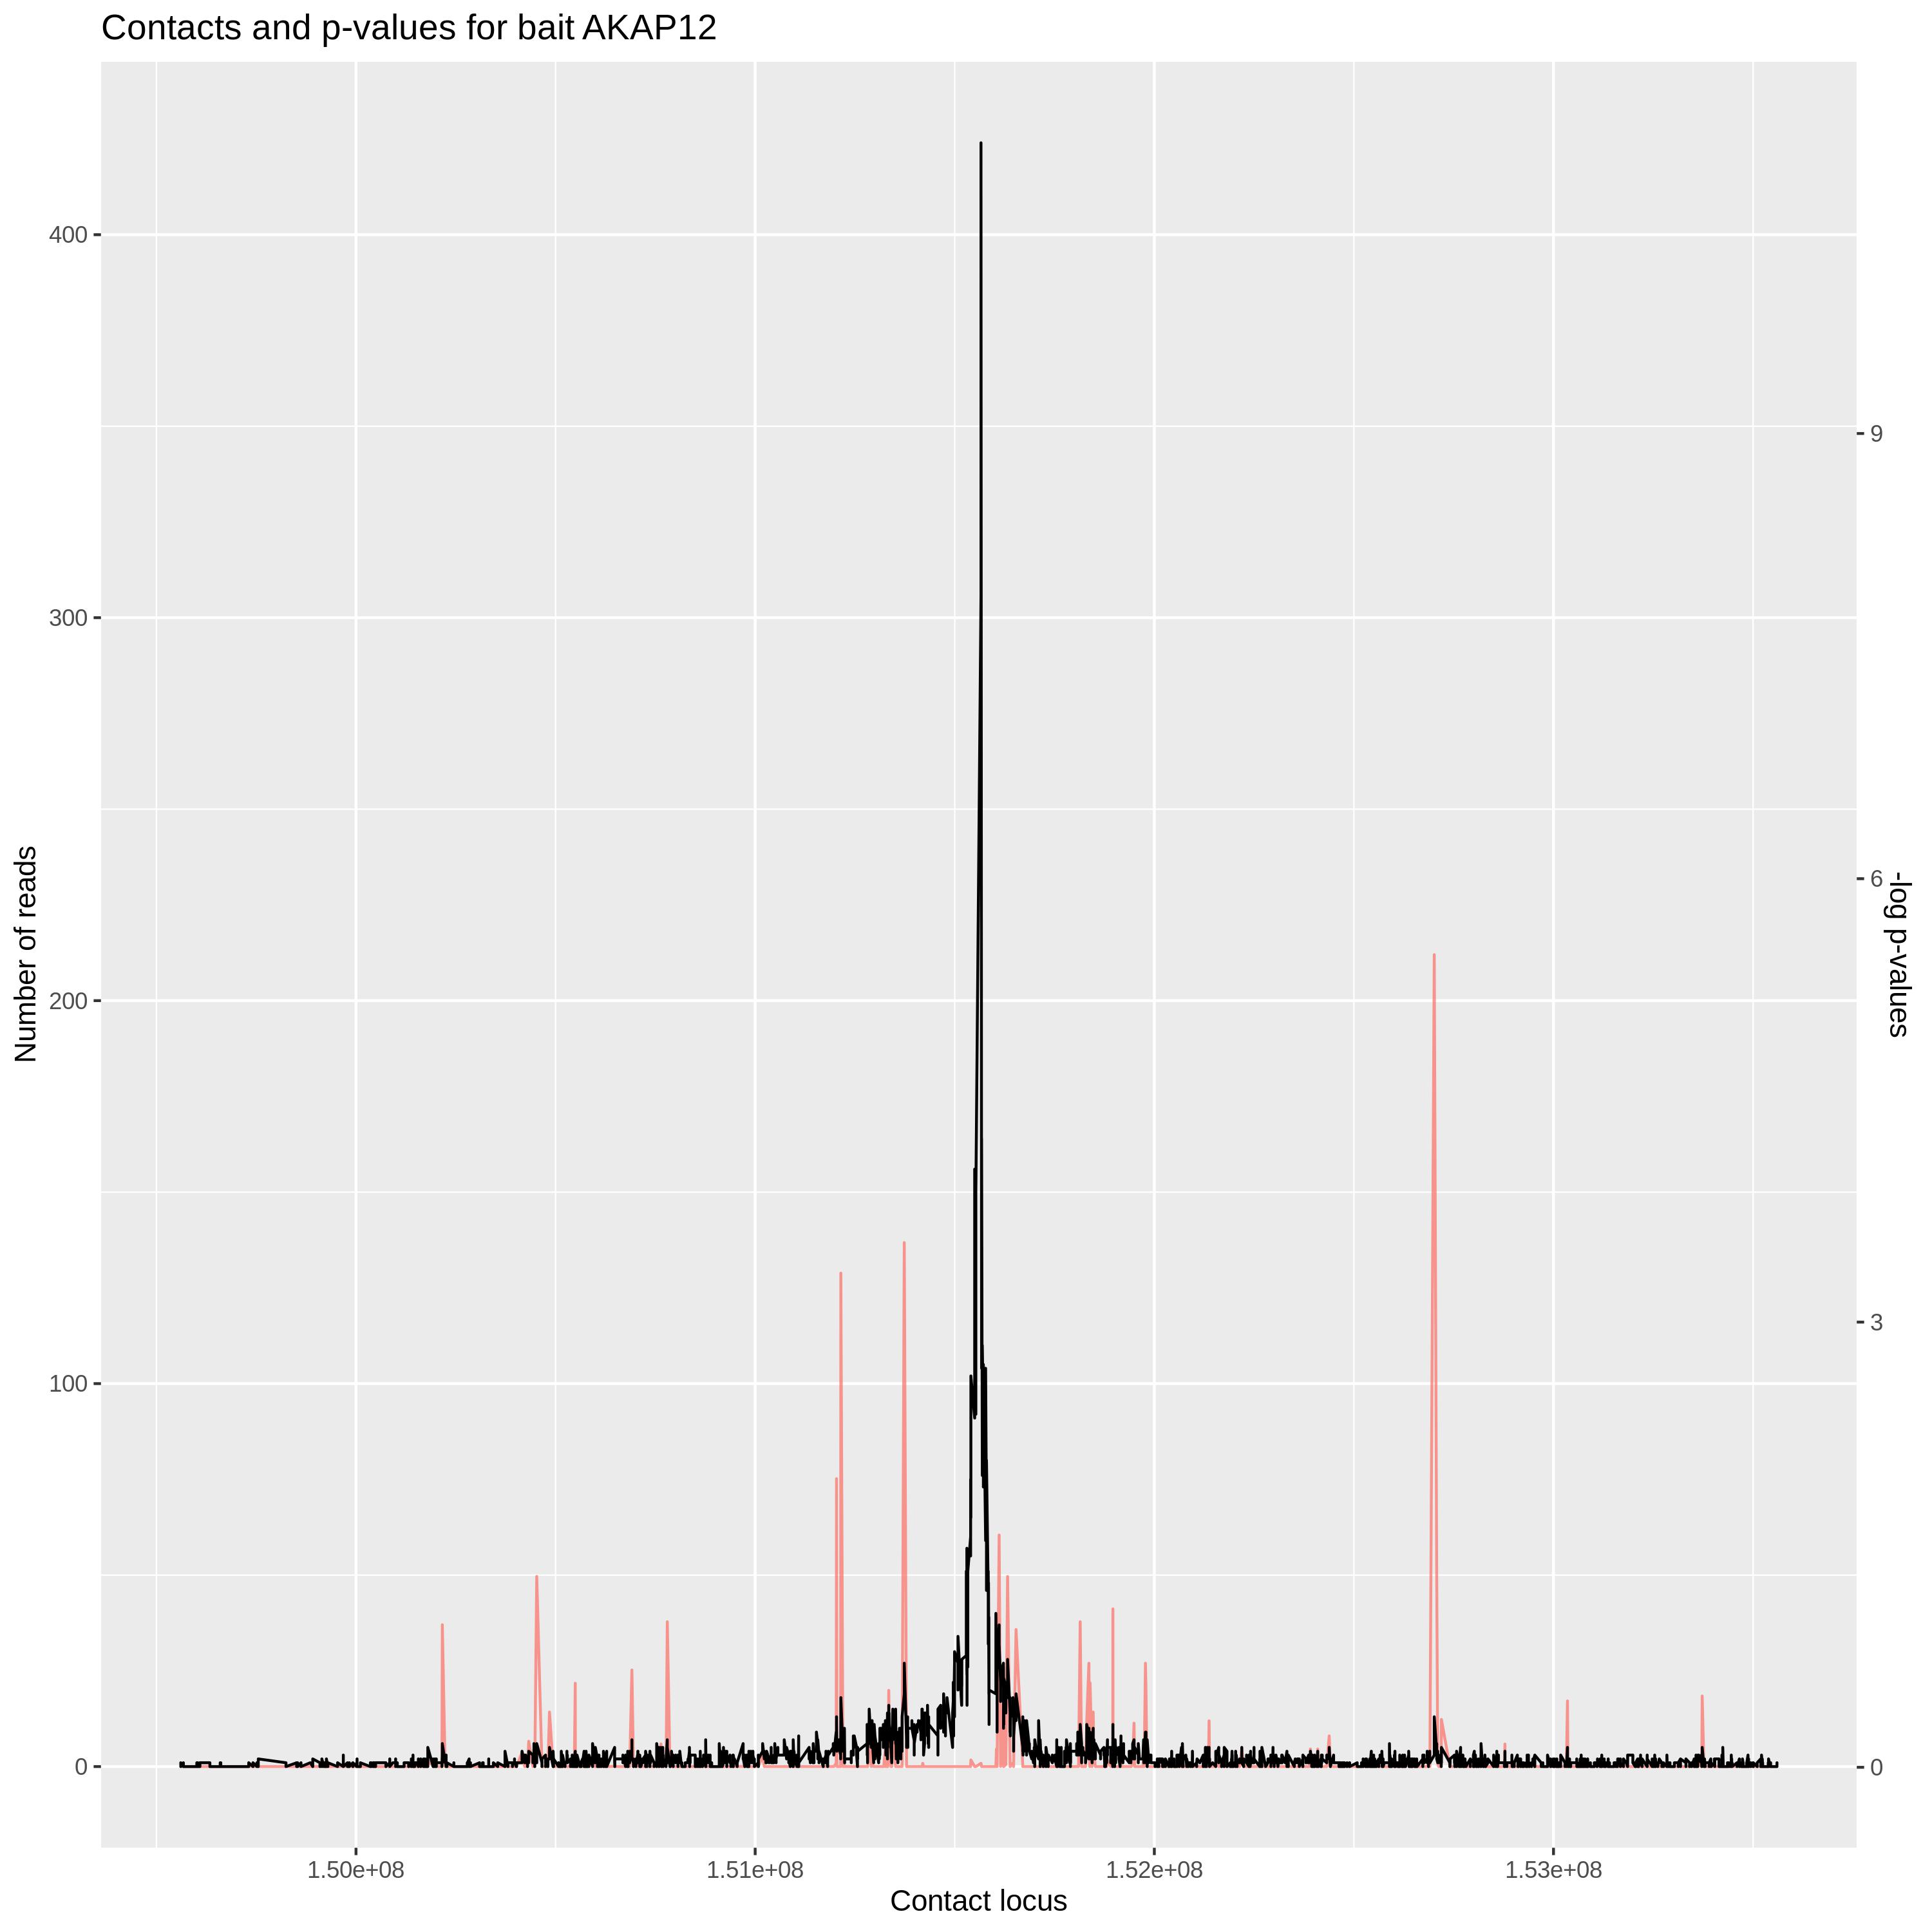 Contacts and p-values for bait AKAP12
400
300
200
100
0
Number of reads
9
6
3
0
-log p-values
1.50e+08
1.51e+08
1.52e+08
1.53e+08
Contact locus